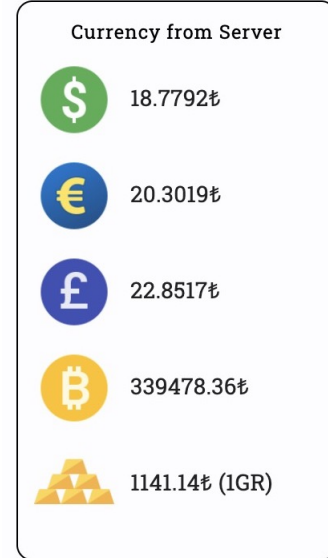 Currency from Server
$ 18.7792₺
€ 20.3019₺
£ 22.8517₺
₿ 339478.36₺
1141.14₺ (1GR)